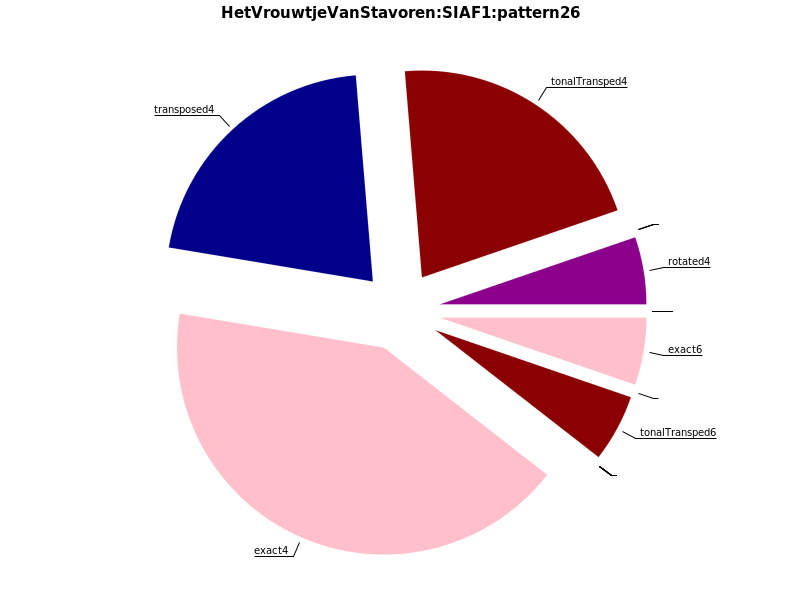 HetVrouwtjeVanStavoren:SIAF1:pattern26
tonalTransped4
transposed4
rotated4
exact6
tonalTransped6
exact4